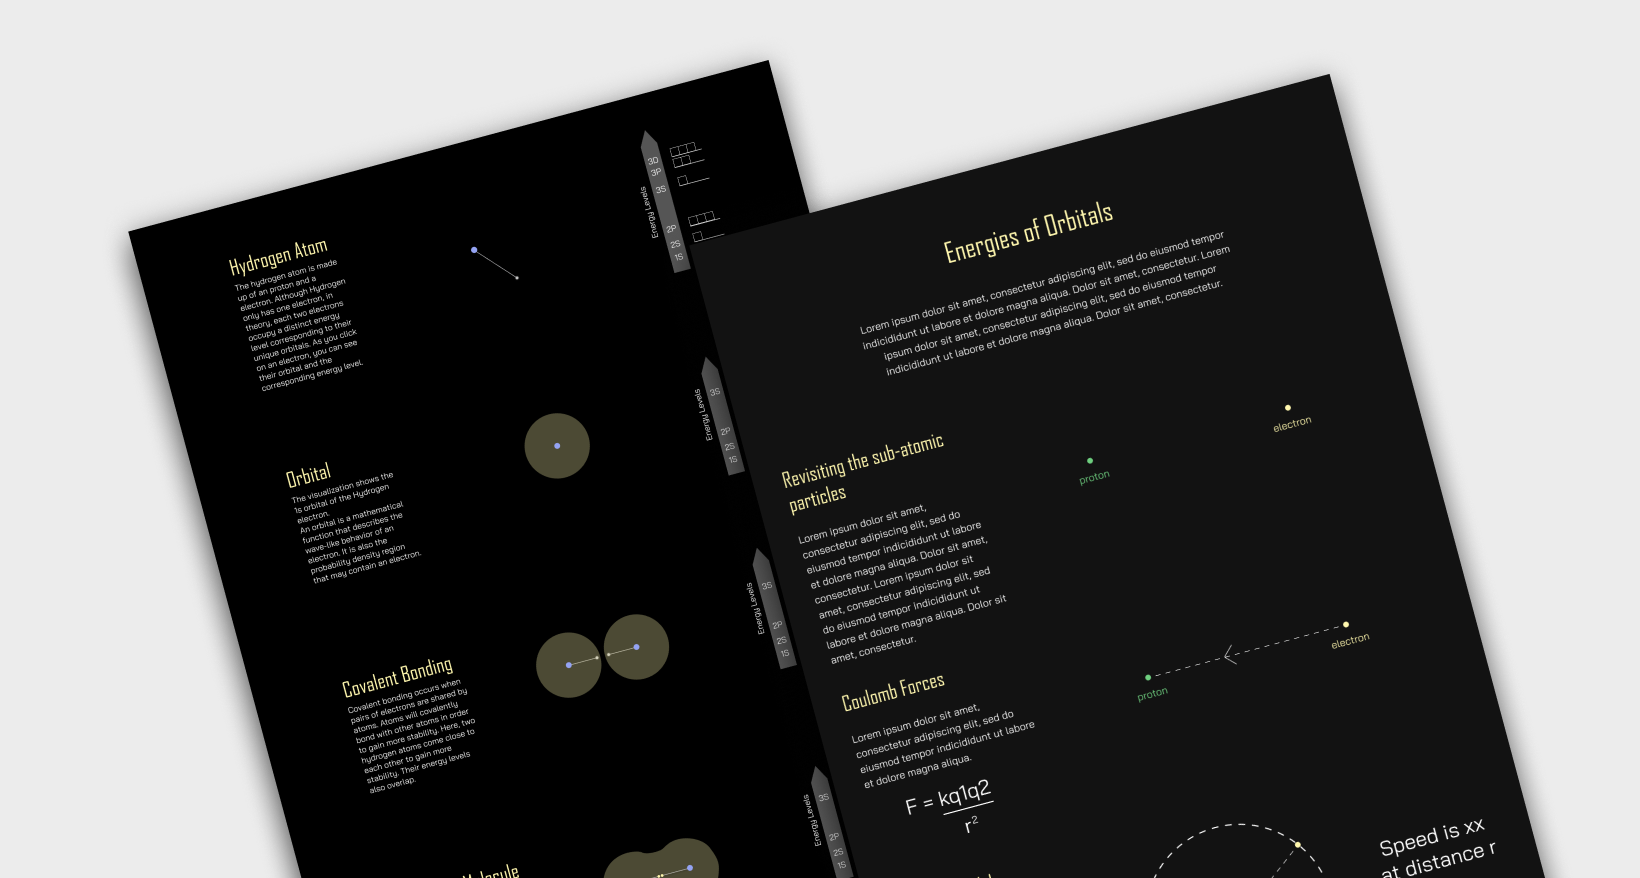 Hydrogen Atom
The hydrogen atom is made
up of an proton and a
electron. Although Hydrogen
only has one electron, in
theory, each two electrons
occupy a distinct energy
level corresponding to their
unique orbitals. As you click
on an electron, you can see
their orbital and the
corresponding energy level.
Energy Levels
3D
3P
3S
2P
2S
1S
Orbital
The visualization shows the
1s orbital of the Hydrogen
electron.
An orbital is a mathematical
function that describes the
wave-like behavior of an
electron. It is also the
probability density region
that may contain an electron.
Energy Levels
3S
2P
2S
1S
Covalent Bonding
Covalent bonding occurs when
pairs of electrons are shared by
atoms. Atoms will covalently
bond with other atoms in order
to gain more stability. Here, two
hydrogen atoms come close to
each other to gain more
stability. Their energy levels
also overlap.
Energy Levels
3S
2P
2S
1S
Molecule
Energy Levels
3S
2P
2S
1S
Energies of Orbitals
Lorem ipsum dolor sit amet, consectetur adipiscing elit, sed do eiusmod tempor
indicididunt ut labore et dolore magna aliqua. Dolor sit amet, consectetur. Lorem
ipsum dolor sit amet, consectetur adipiscing elit, sed do eiusmod tempor
indicididunt ut labore et dolore magna aliqua. Dolor sit amet, consectetur.
Revisiting the sub-atomic
particles
Lorem ipsum dolor sit amet,
consectetur adipiscing elit, sed do
eiusmod tempor indicididunt ut labore
et dolore magna aliqua. Dolor sit amet,
consectetur. Lorem ipsum dolor sit
amet, consectetur adipiscing elit, sed
do eiusmod tempor indicididunt ut
labore et dolore magna aliqua. Dolor sit
amet, consectetur.
proton
electron
Coulomb Forces
Lorem ipsum dolor sit amet,
consectetur adipiscing elit, sed do
eiusmod tempor indicididunt ut labore
et dolore magna aliqua.
F = kq1q2
r²
proton
electron
Speed is xx
at distance r